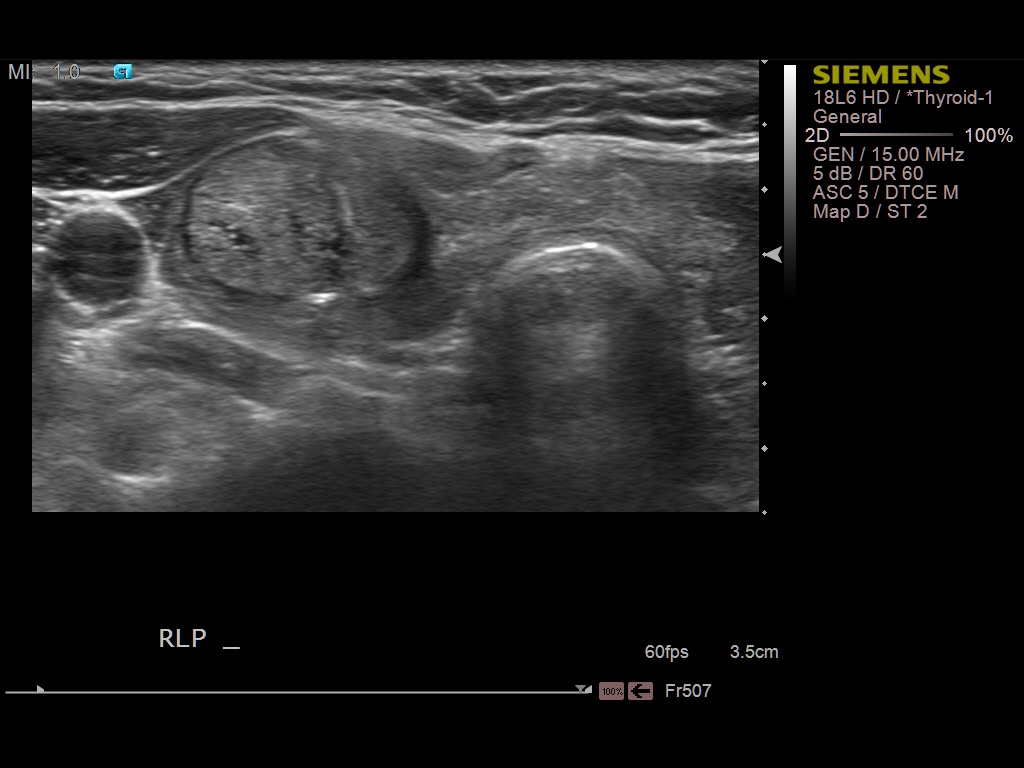 MI: 1.0
SIEMENS
18L6 HD / *Thyroid-1
General
2D 100%
GEN / 15.00 MHz
5 dB / DR 60
ASC 5 / DTCE M
Map D / ST 2
RLP _
60fps 3.5cm
100% Fr507